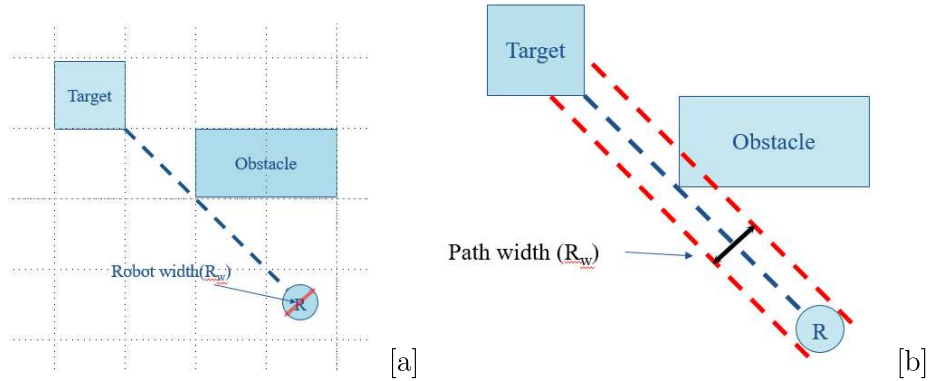 Target
Obstacle
Robot width(Rw)
R
[a]
Target
Obstacle
Path width (Rw)
R
[b]